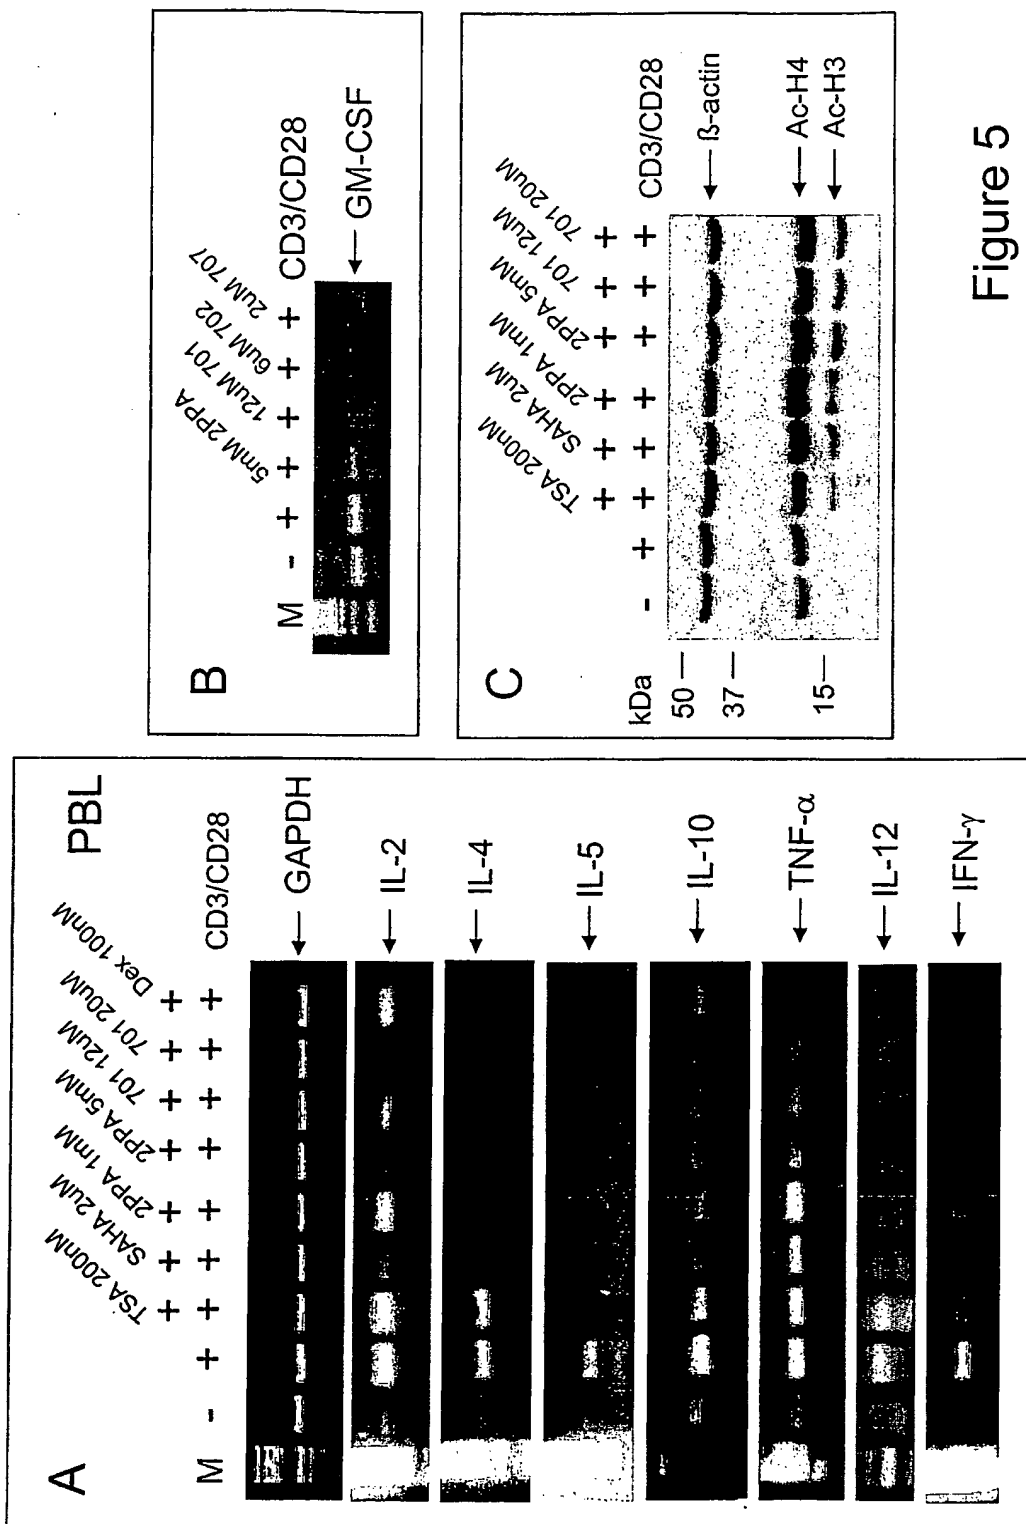 A
PBL
TSA 200nM
SAHA 2uM
2PPA 1mM
2PPA 5mM
701 12uM
701 20uM
Dex 100nM
+ + + + + + +
M - + + + + + + + + CD3/CD28
GAPDH
IL-2
IL-4
IL-5
IL-10
TNF-α
IL-12
IFN-γ
B
5mM 2PPA
12uM 701
6uM 702
2uM 707
M - + + + + + CD3/CD28
GM-CSF
C
TSA 200nM
SAHA 2uM
2PPA 1mM
2PPA 5mM
701 12uM
701 20uM
+ + + + + +
kDa - + + + + + + + CD3/CD28
50
ß-actin
37
Ac-H4
15
Ac-H3
Figure 5